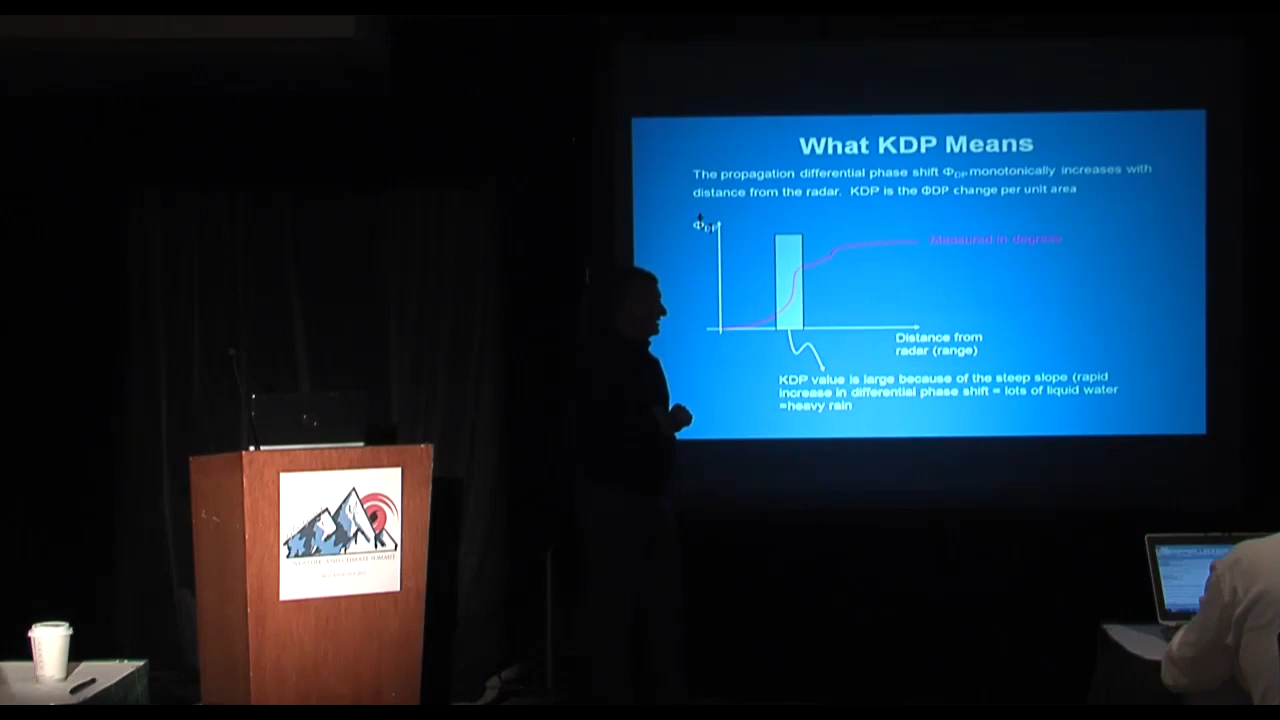 What KDP Means
The propagation differential phase shift ΦDP monotonically increases with
distance from the radar. KDP is the ΦDP change per unit area
ΦDP
Measured in degrees
Distance from
radar (range)
KDP value is large because of the steep slope (rapid
increase in differential phase shift = lots of liquid water
=heavy rain